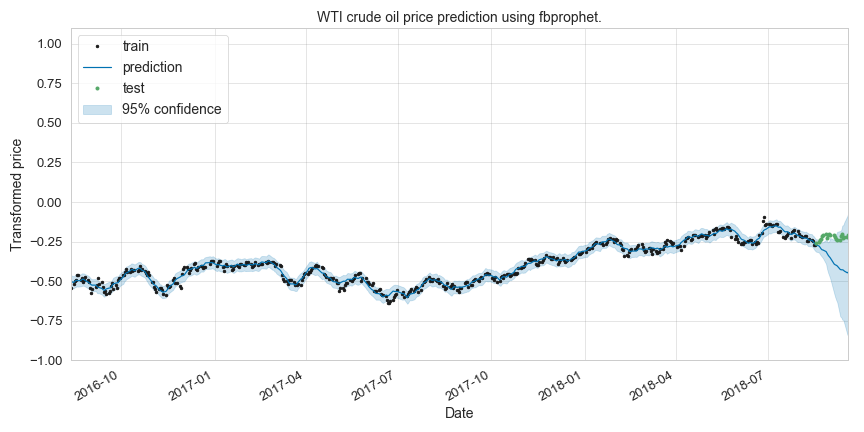 WTI crude oil price prediction using fbprophet.
train
prediction
test
95% confidence
Transformed price
1.00
0.75
0.50
0.25
0.00
−0.25
−0.50
−0.75
−1.00
2016-10
2017-01
2017-04
2017-07
2017-10
2018-01
2018-04
2018-07
Date